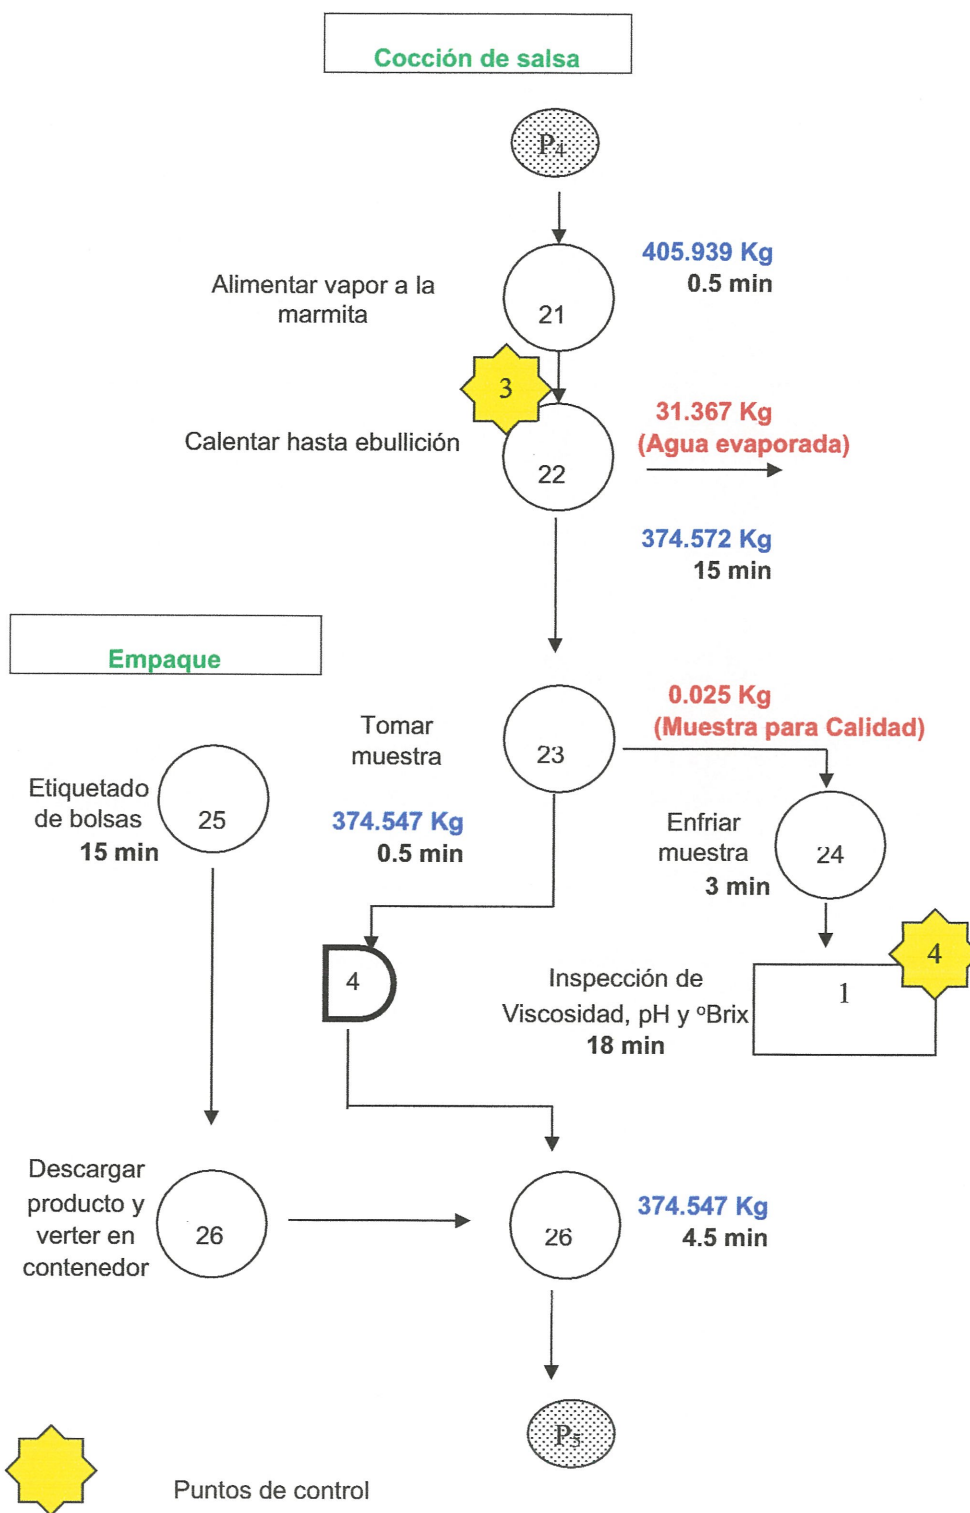 Cocción de salsa
P4
405.939 Kg
0.5 min
Alimentar vapor a la
marmita
21
3
31.367 Kg
(Agua evaporada)
Calentar hasta ebullición
22
374.572 Kg
15 min
Empaque
0.025 Kg
(Muestra para Calidad)
Tomar
muestra
23
374.547 Kg
0.5 min
Etiquetado
de bolsas
15 min
25
Enfriar
muestra
3 min
24
4
4
Inspección de
Viscosidad, pH y ºBrix
18 min
1
Descargar
producto y
verter en
contenedor
26
26
374.547 Kg
4.5 min
P5
Puntos de control